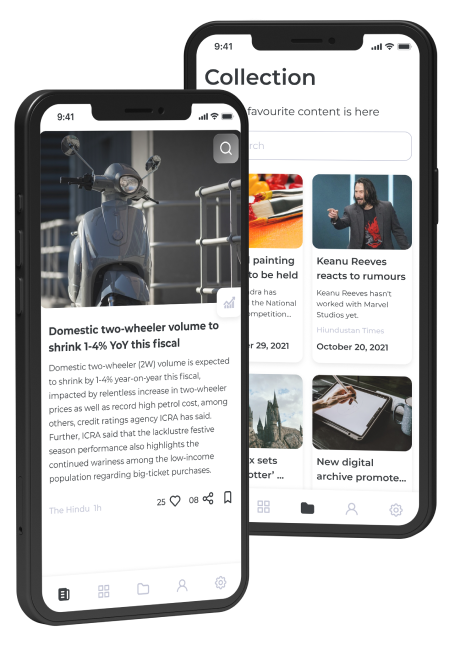 9:41
Collection
favourite content is here
rch
painting
to be held
dra has
the National
mpetition...
er 29, 2021
Keanu Reeves
reacts to rumours
Keanu Reeves hasn't
worked with Marvel
Studios yet.
Hiundustan Times
October 20, 2021
x sets
otter' ...
New digital
archive promote...
9:41
Domestic two-wheeler volume to
shrink 1-4% YoY this fiscal
Domestic two-wheeler (2W) volume is expected
to shrink by 1-4% year-on-year this fiscal,
impacted by relentless increase in two-wheeler
prices as well as record high petrol cost, among
others, credit ratings agency ICRA has said.
Further, ICRA said that the lacklustre festive
season performance also highlights the
continued wariness among the low-income
population regarding big-ticket purchases.
The Hindu 1h
25 08